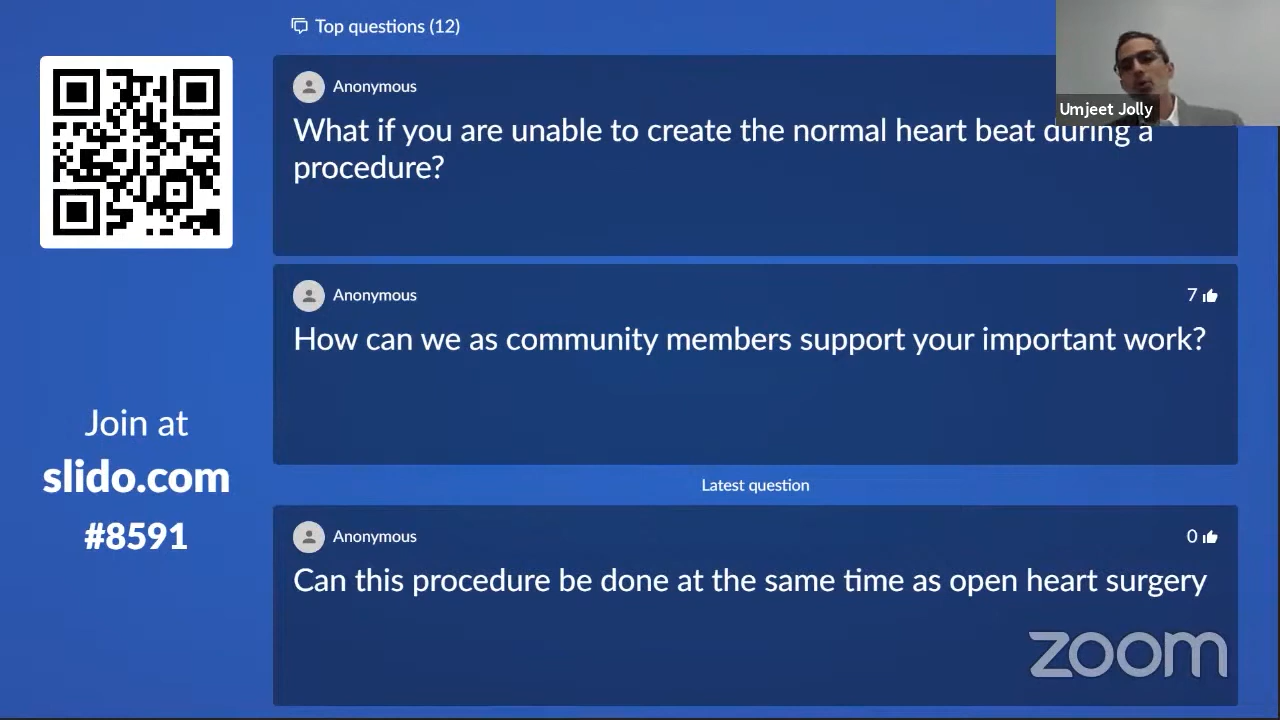 Top questions (12)
Umjeet Jolly
Anonymous
What if you are unable to create the normal heart beat during a
procedure?
Anonymous
7
How can we as community members support your important work?
Join at
slido.com
#8591
Latest question
Anonymous
0
Can this procedure be done at the same time as open heart surgery
zoom